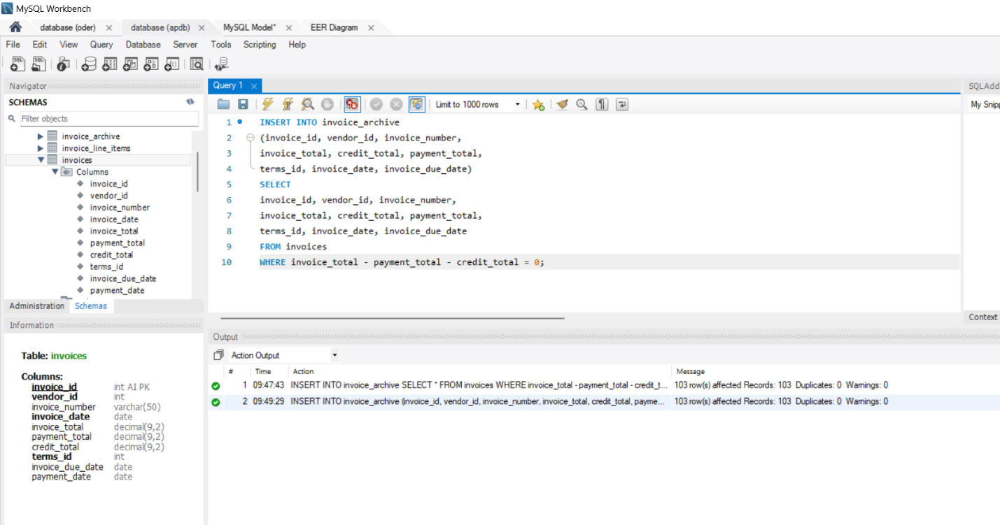 MySQL Workbench
database (oder) database (apdb) MySQL Model* EER Diagram
File Edit View Query Database Server Tools Scripting Help
Navigator
SCHEMAS
Filter objects
invoice_archive
invoice_line_items
invoices
Columns
invoice_id
vendor_id
invoice_number
invoice_date
invoice_total
payment_total
credit_total
terms_id
invoice_due_date
payment_date
Administration Schemas
Information
Table: invoices
Columns:
invoice_id int AI PK
vendor_id int
invoice_number varchar(50)
invoice_date date
invoice_total decimal(9,2)
payment_total decimal(9,2)
credit_total decimal(9,2)
terms_id int
invoice_due_date date
payment_date date
Query 1
Limit to 1000 rows
1 INSERT INTO invoice_archive
2 (invoice_id, vendor_id, invoice_number,
3 invoice_total, credit_total, payment_total,
4 terms_id, invoice_date, invoice_due_date)
5 SELECT
6 invoice_id, vendor_id, invoice_number,
7 invoice_total, credit_total, payment_total,
8 terms_id, invoice_date, invoice_due_date
9 FROM invoices
10 WHERE invoice_total - payment_total - credit_total = 0;
Output
Action Output
# Time Action Message
1 09:47:43 INSERT INTO invoice_archive SELECT * FROM invoices WHERE invoice_total - payment_total - credit_t... 103 row(s) affected Records: 103 Duplicates: 0 Warnings: 0
2 09:49:29 INSERT INTO invoice_archive (invoice_id, vendor_id, invoice_number, invoice_total, credit_total, payme... 103 row(s) affected Records: 103 Duplicates: 0 Warnings: 0
SQLAdd
My Snip
Context